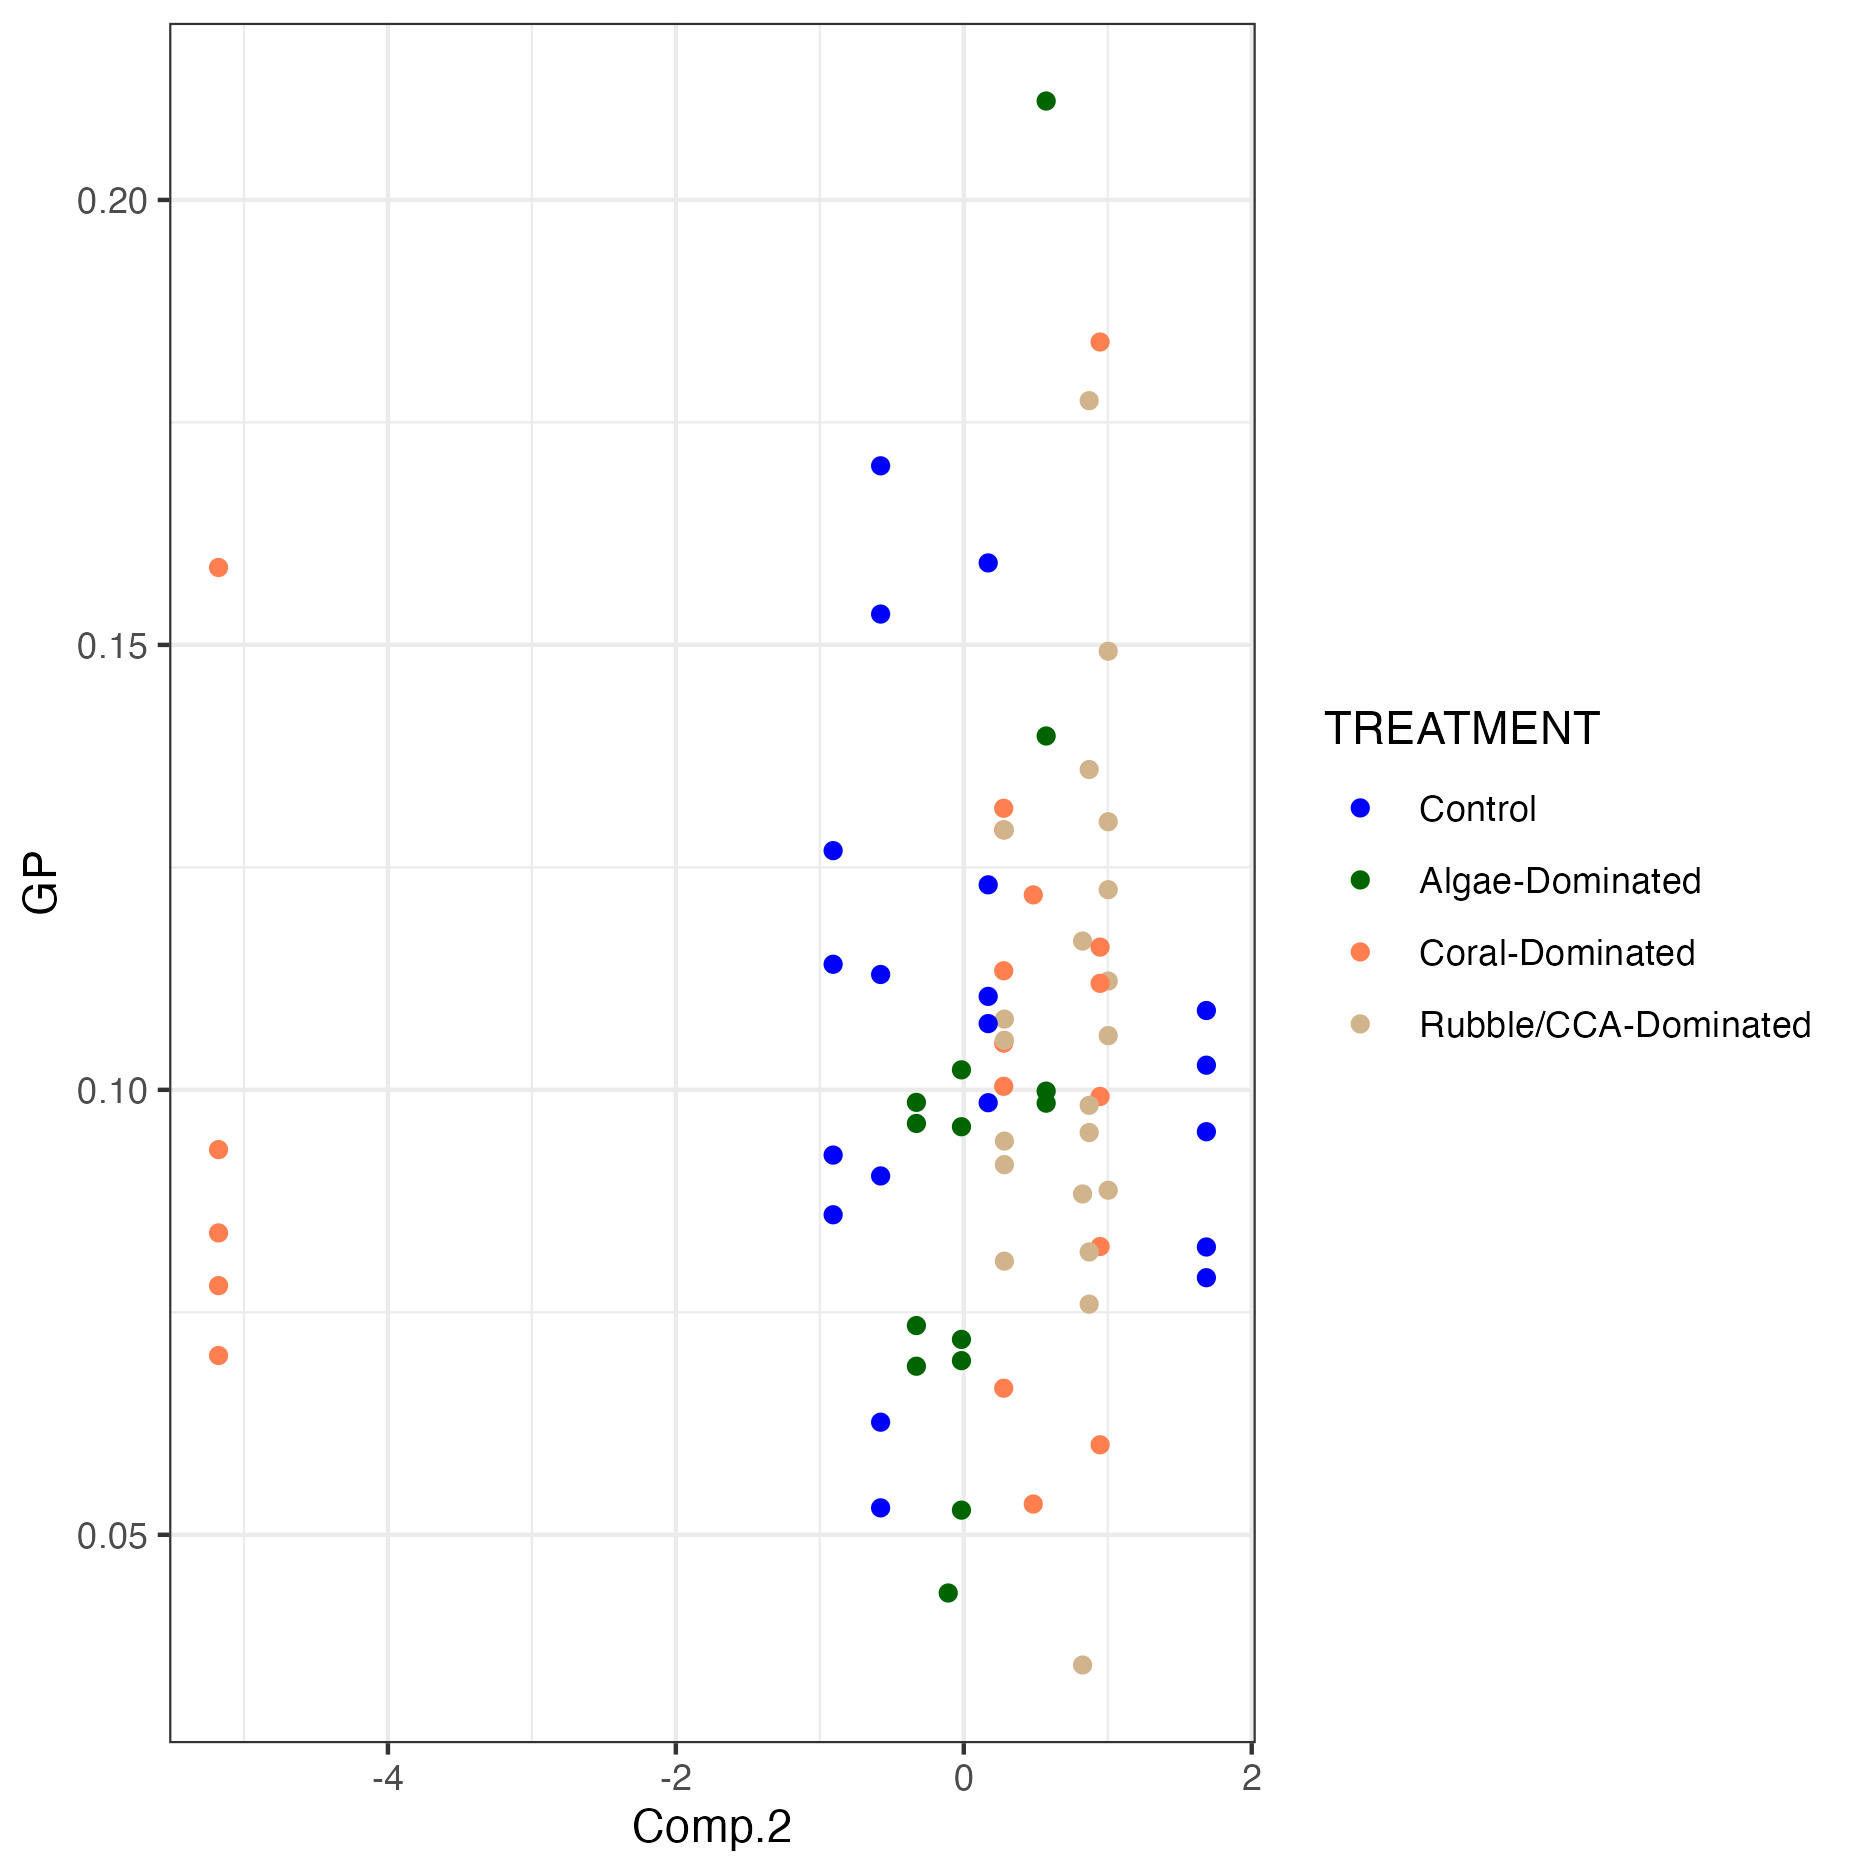 0.20
0.15
0.10
0.05
GP
-4
-2
0
2
Comp.2
TREATMENT
Control
Algae-Dominated
Coral-Dominated
Rubble/CCA-Dominated